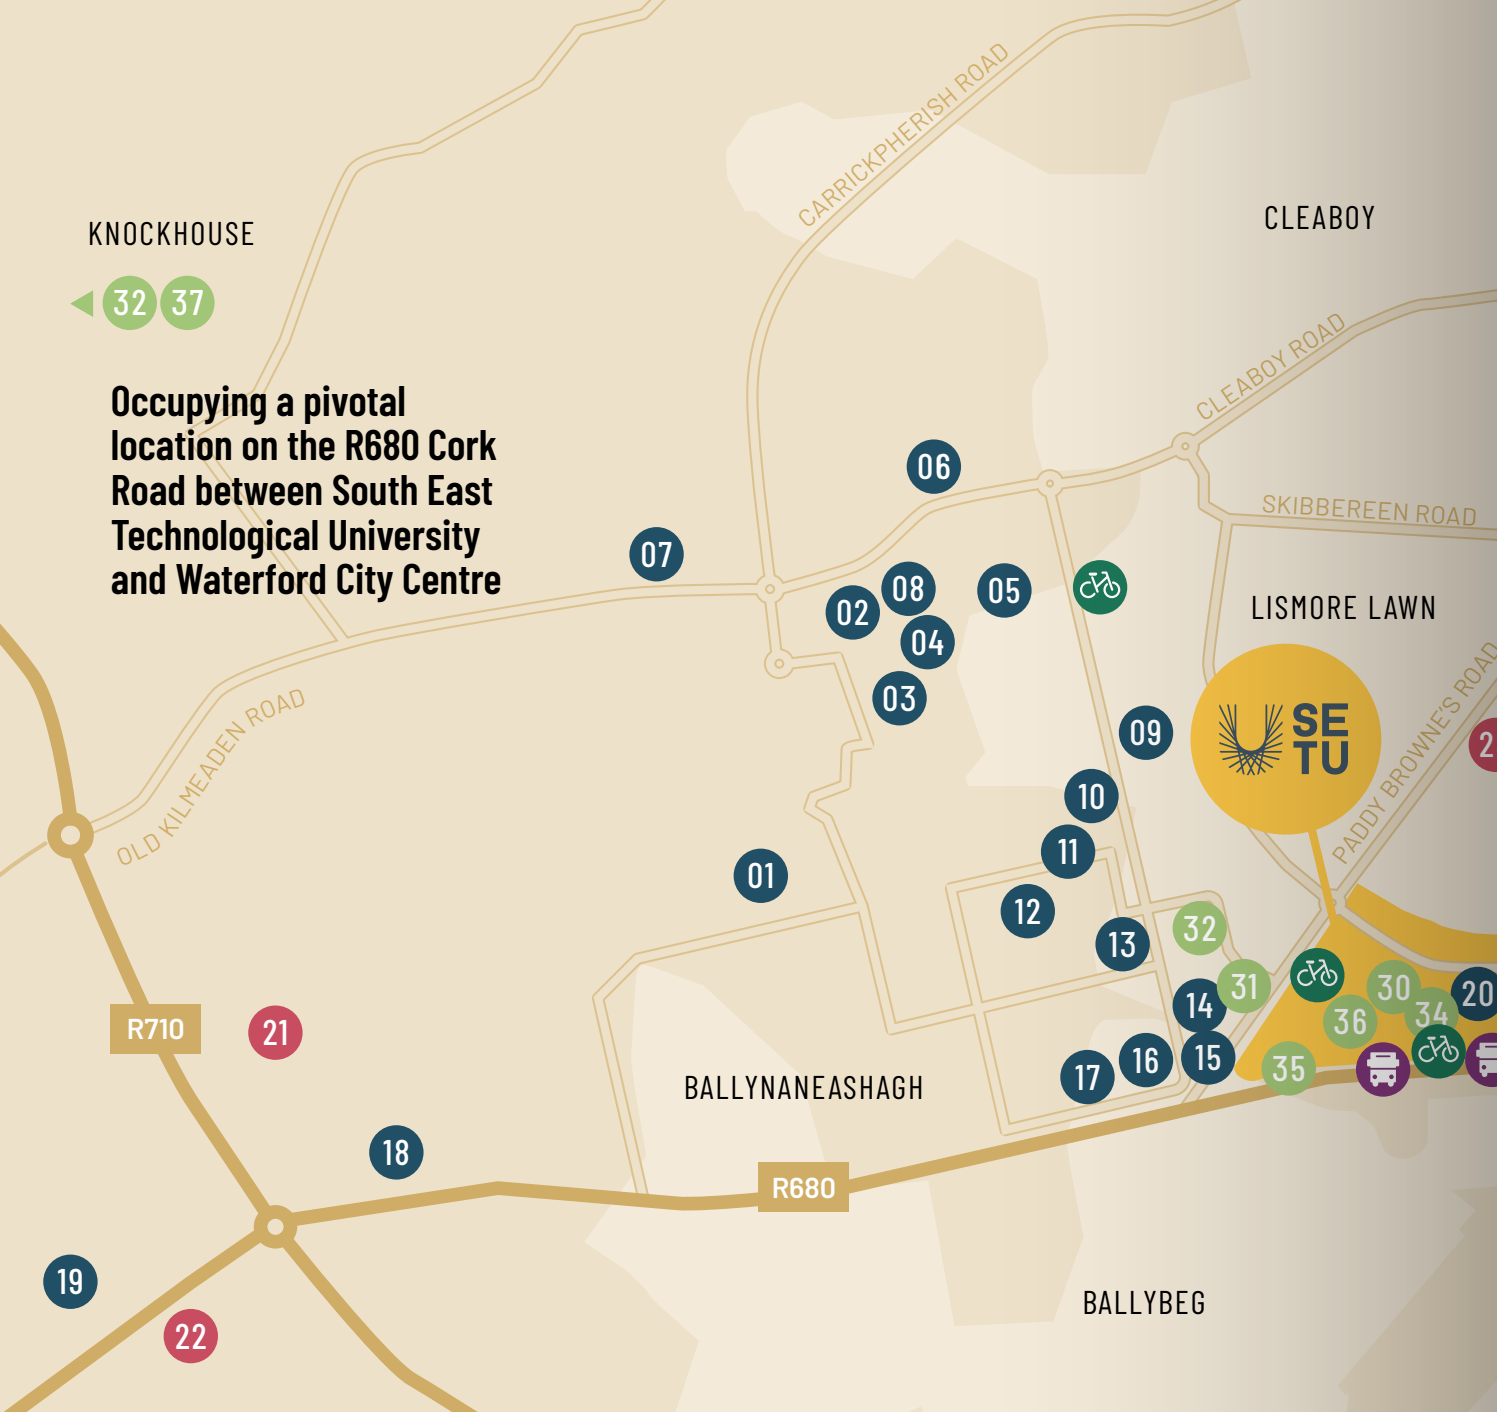 CARRICKPHERISH ROAD
CLEABOY
KNOCKHOUSE
32 37
CLEABOY ROAD
Occupying a pivotal
location on the R680 Cork
Road between South East
Technological University
and Waterford City Centre
06
SKIBBEREEN ROAD
07
08
05
02
LISMORE LAWN
04
03
OLD KILMEADEN ROAD
09
SE
TU
PADDY BROWNE'S ROAD
10
11
01
12
32
13
31
30
20
14
34
36
R710
21
15
16
35
17
BALLYNANEASHAGH
18
R680
19
BALLYBEG
22